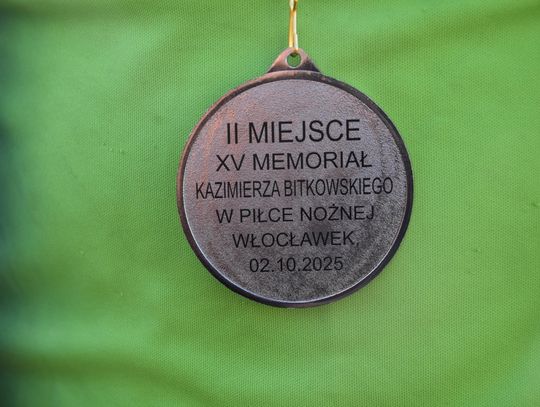 II MIEJSCE
XV MEMORIAŁ
KAZIMIERZA BITKOWSKIEGO
W PIŁCE NOŻNEJ
WŁOCŁAWEK,
02.10.2025